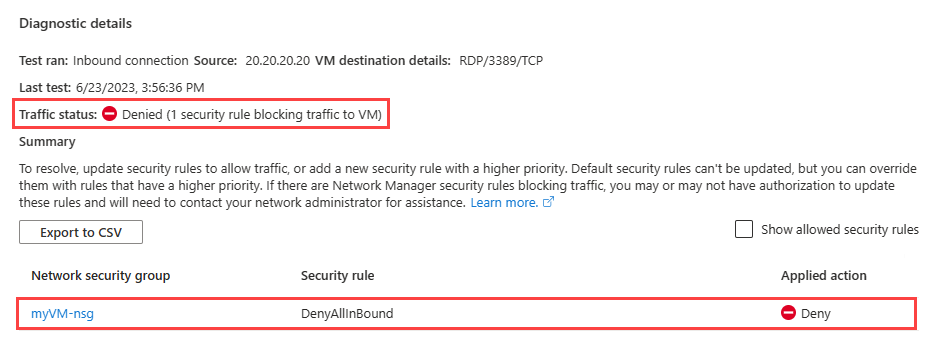 Diagnostic details
Test ran: Inbound connection Source: 20.20.20.20 VM destination details: RDP/3389/TCP
Last test: 6/23/2023, 3:56:36 PM
Traffic status: Denied (1 security rule blocking traffic to VM)
Summary
To resolve, update security rules to allow traffic, or add a new security rule with a higher priority. Default security rules can't be updated, but you can override
them with rules that have a higher priority. If there are Network Manager security rules blocking traffic, you may or may not have authorization to update
these rules and will need to contact your network administrator for assistance. Learn more.
Export to CSV Show allowed security rules
Network security group Security rule Applied action
myVM-nsg DenyAllInBound Deny